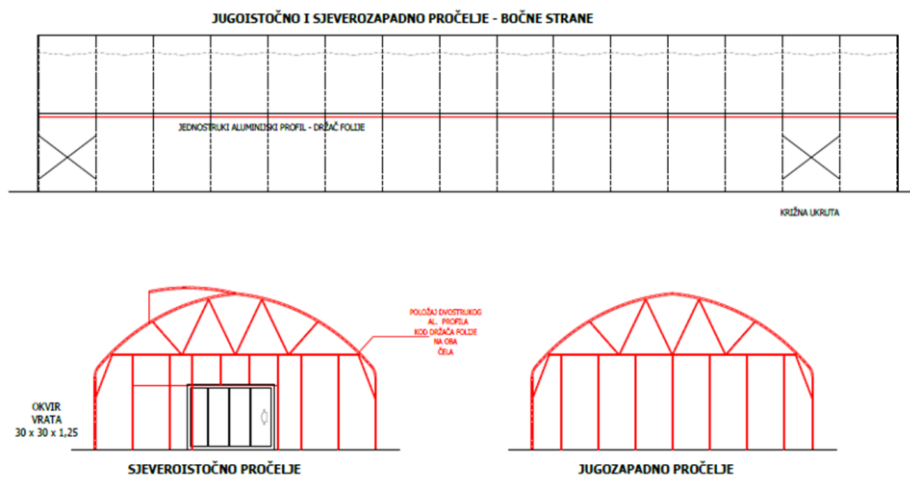 JUGOISTOČNO I SJEVEROZAPADNO PROČELJE - BOČNE STRANE
JEDNOSTRUKI ALUMINIJSKI PROFIL - DRŽAČ FOLIJE
KRIŽNA UKRUTA
POLOŽAJ DVOSTRUKOG
AL. PROFILA
KOD DRŽAČA FOLIJE
NA OBA
ČELA
OKVIR
VRATA
30 x 30 x 1,25
SJEVEROISTOČNO PROČELJE
JUGOZAPADNO PROČELJE